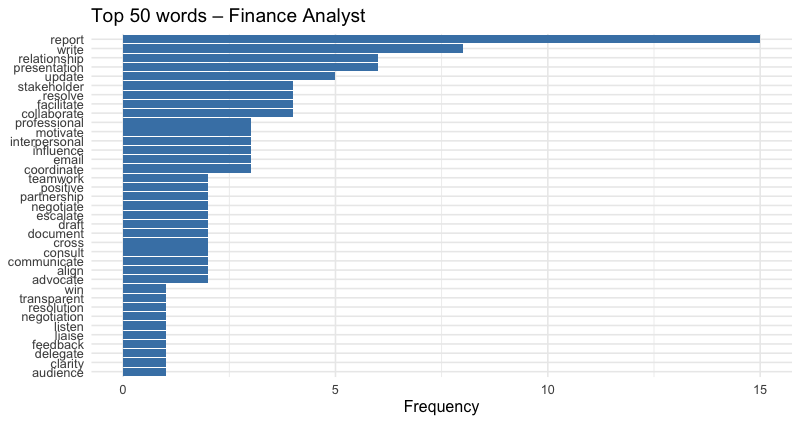 Top 50 words – Finance Analyst
report
write
relationship
presentation
update
stakeholder
resolve
facilitate
collaborate
professional
motivate
interpersonal
influence
email
coordinate
teamwork
positive
partnership
negotiate
escalate
draft
document
cross
consult
communicate
align
advocate
win
transparent
resolution
negotiation
listen
liaise
feedback
delegate
clarity
audience
0 5 10 15
Frequency